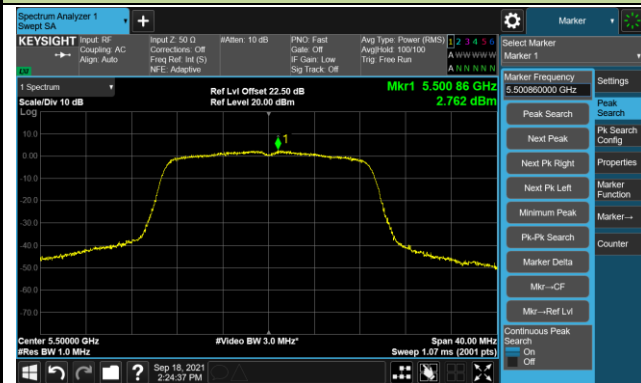 Spectrum Analyzer 1
Swept SA
+
Marker
KEYSIGHT
Input: RF
Coupling: AC
Align: Auto
Input Z: 50 Ω
Corrections: Off
Freq Ref: Int (S)
NFE: Adaptive
#Atten: 10 dB
PNO: Fast
Gate: Off
IF Gain: Low
Sig Track: Off
Avg Type: Power (RMS)
Avg|Hold: 100/100
Trig: Free Run
1 2 3 4 5 6
A W W W W W
A N N N N N
Select Marker
Marker 1
1 Spectrum
Scale/Div 10 dB
Log
Ref Lvl Offset 22.50 dB
Ref Level 20.00 dBm
Mkr1 5.500 86 GHz
2.762 dBm
1
10.0
0.00
-10.0
-20.0
-30.0
-40.0
-50.0
-60.0
-70.0
Center 5.50000 GHz
#Res BW 1.0 MHz
#Video BW 3.0 MHz*
Span 40.00 MHz
Sweep 1.07 ms (2001 pts)
Marker Frequency
5.500860000 GHz
Peak Search
Next Peak
Next Pk Right
Next Pk Left
Minimum Peak
Pk-Pk Search
Marker Delta
Mkr→CF
Mkr→Ref Lvl
Continuous Peak
Search
On
Off
Settings
Peak
Search
Pk Search
Config
Properties
Marker
Function
Marker→
Counter
?
Sep 18, 2021
2:24:37 PM